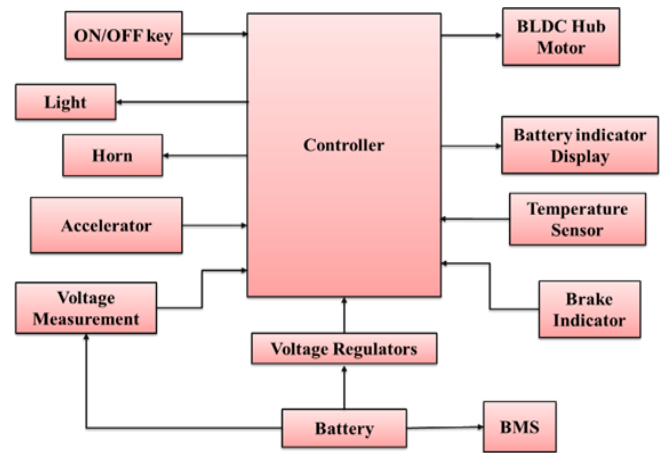 ON/OFF key
BLDC Hub
Motor
Light
Horn
Controller
Battery indicator
Display
Accelerator
Temperature
Sensor
Voltage
Measurement
Brake
Indicator
Voltage Regulators
Battery
BMS